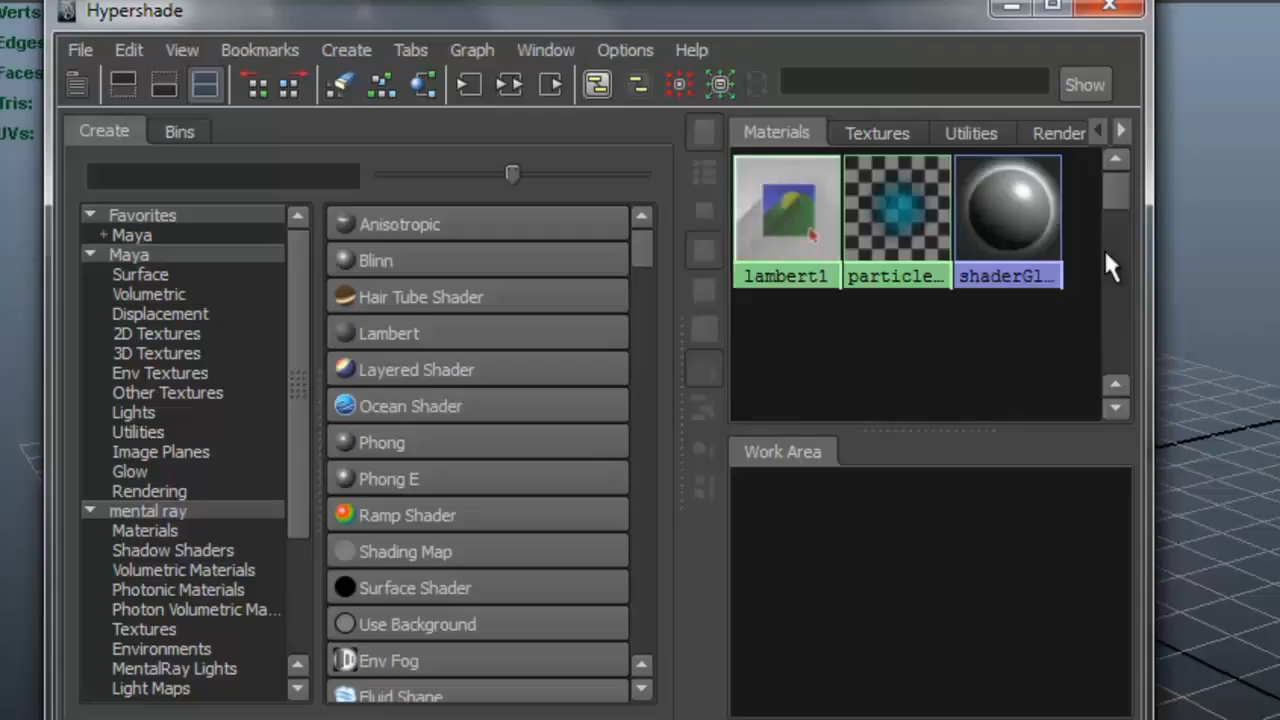 Verts
Edges
Faces
Tris:
UVs:
Hypershade
File Edit View Bookmarks Create Tabs Graph Window Options Help
Show
Create Bins
Favorites
+ Maya
Maya
Surface
Volumetric
Displacement
2D Textures
3D Textures
Env Textures
Other Textures
Lights
Utilities
Image Planes
Glow
Rendering
mental ray
Materials
Shadow Shaders
Volumetric Materials
Photonic Materials
Photon Volumetric Ma...
Textures
Environments
MentalRay Lights
Light Maps
Anisotropic
Blinn
Hair Tube Shader
Lambert
Layered Shader
Ocean Shader
Phong
Phong E
Ramp Shader
Shading Map
Surface Shader
Use Background
Env Fog
Fluid Shape
Materials Textures Utilities Render
lambert1 particle... shaderGl...
Work Area